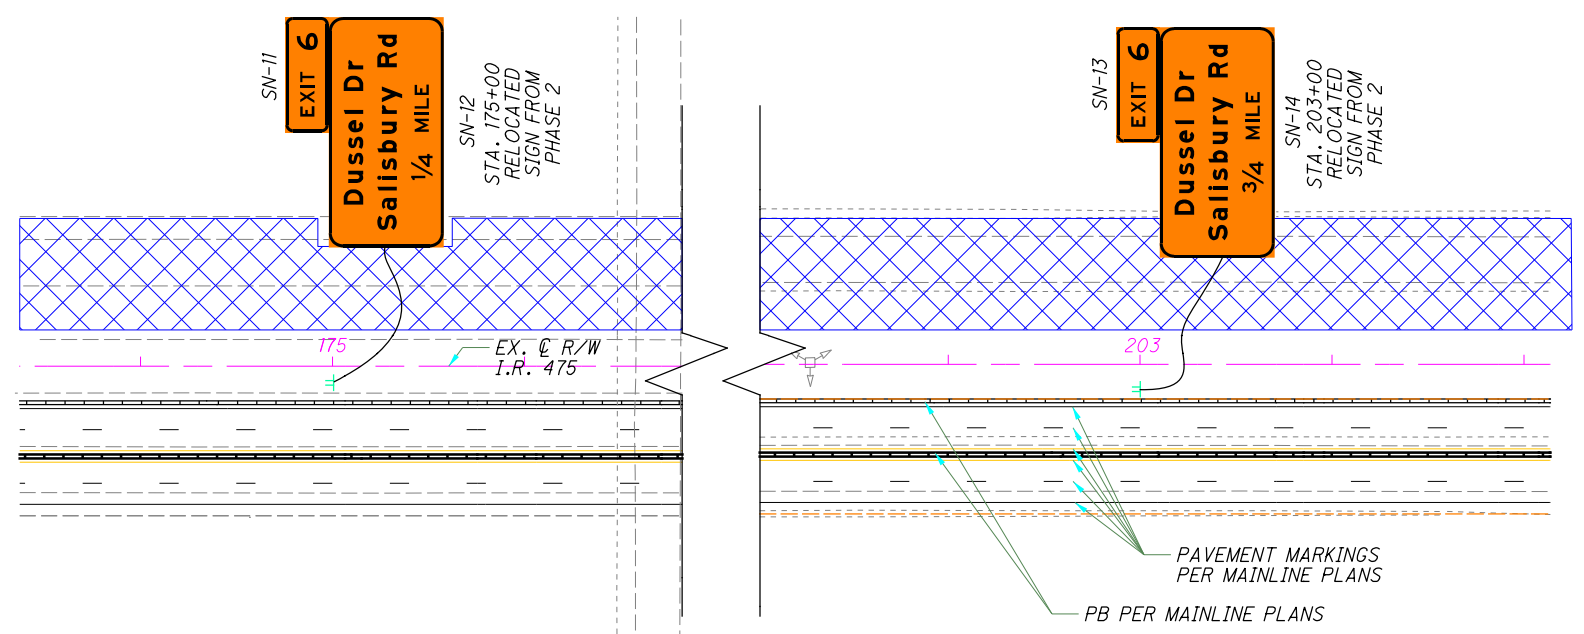 SN-11
EXIT 6
Dussel Dr
Salisbury Rd
1/4 MILE
SN-12
STA. 175+00
RELOCATED
SIGN FROM
PHASE 2
SN-13
EXIT 6
Dussel Dr
Salisbury Rd
3/4 MILE
SN-14
STA. 203+00
RELOCATED
SIGN FROM
PHASE 2
175
EX. ℄ R/W
I.R. 475
203
PAVEMENT MARKINGS
PER MAINLINE PLANS
PB PER MAINLINE PLANS